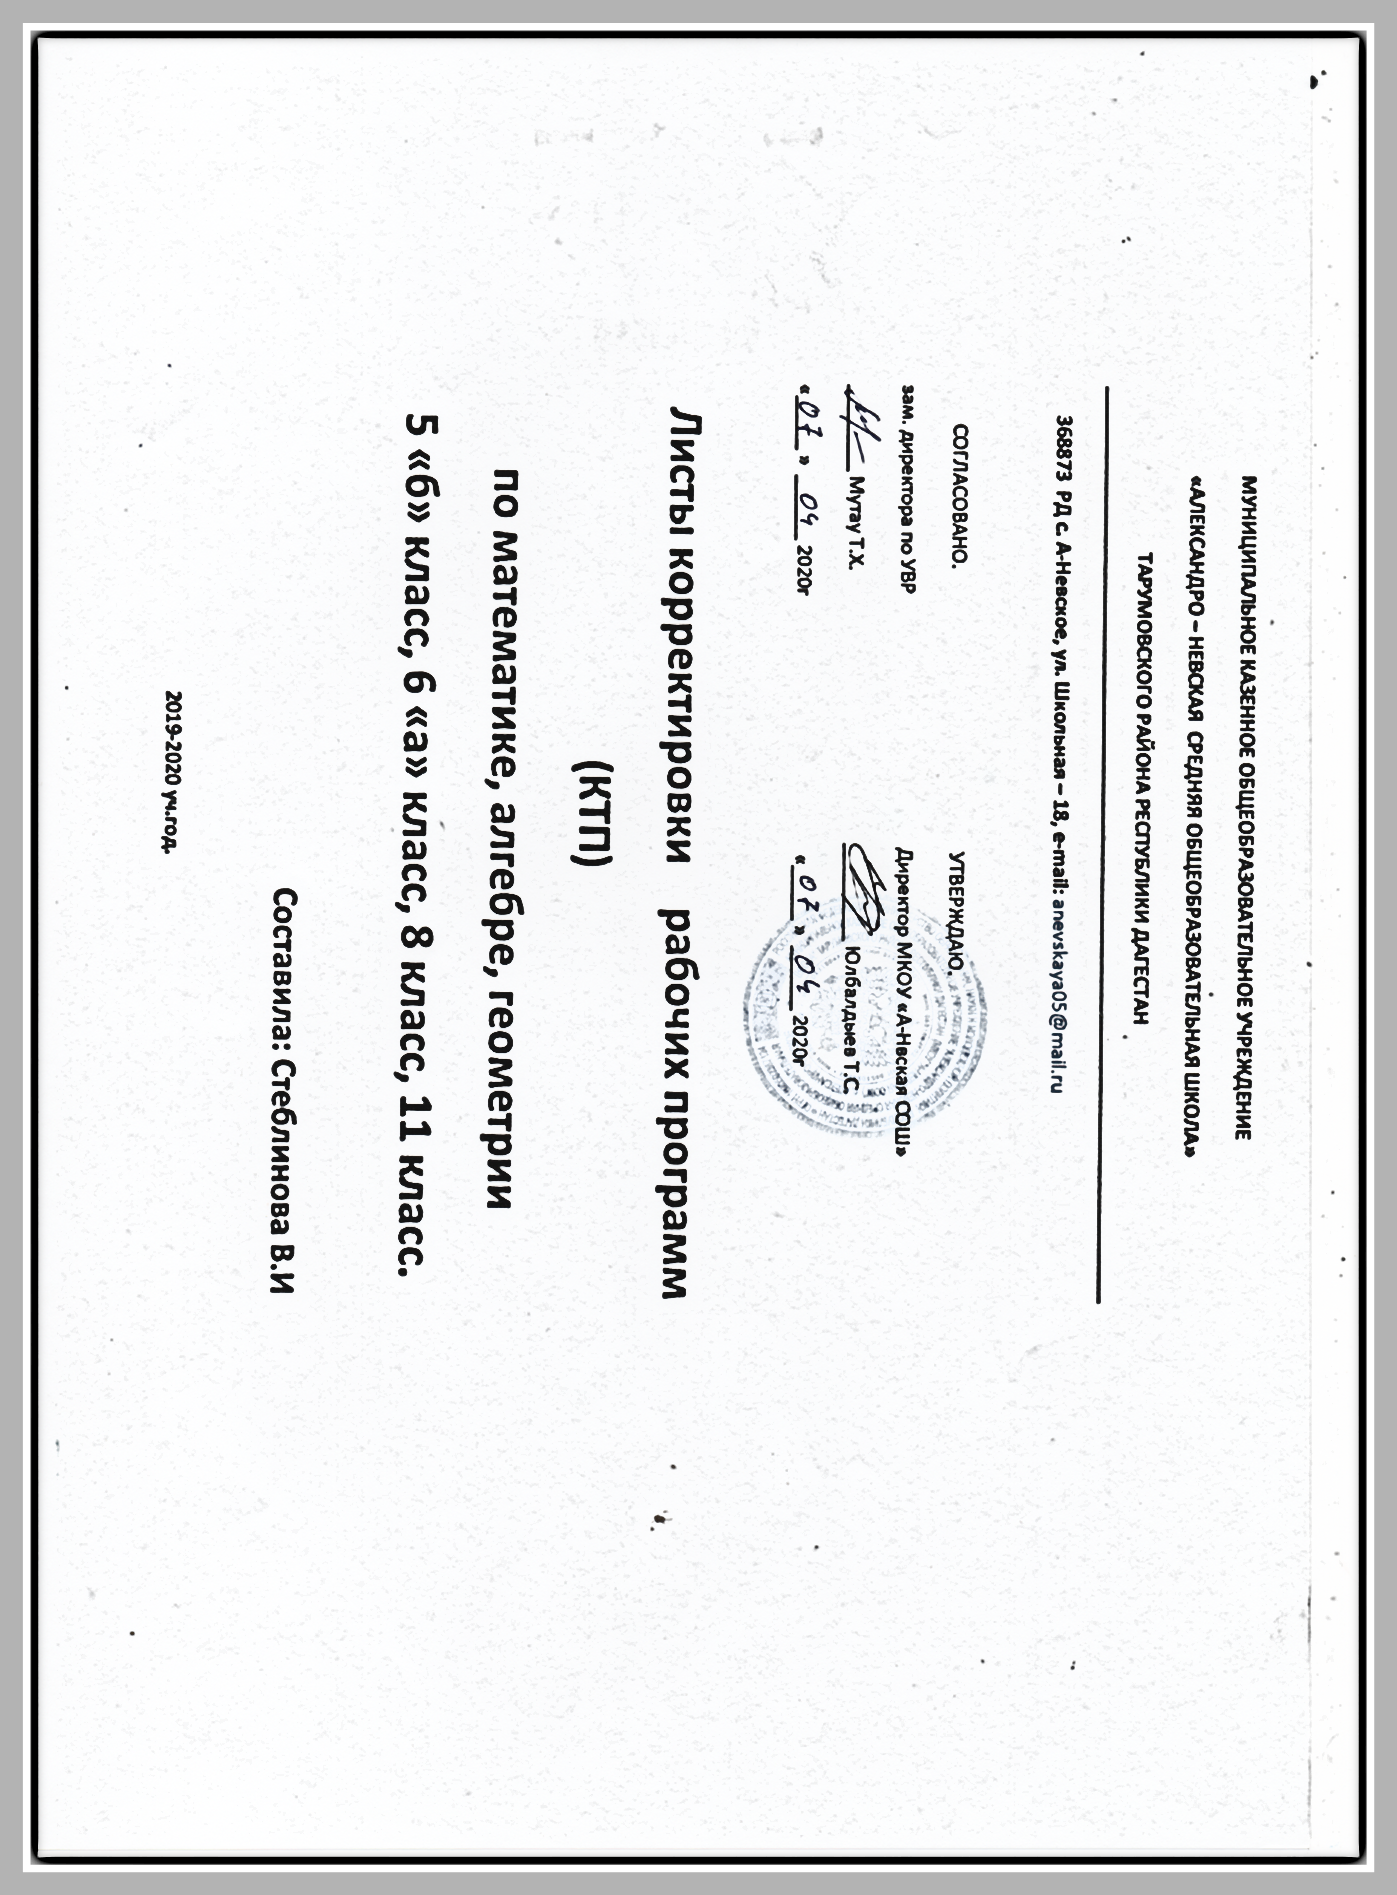 МУНИЦИПАЛЬНОЕ КАЗЕННОЕ ОБЩЕОБРАЗОВАТЕЛЬНОЕ УЧРЕЖДЕНИЕ
«АЛЕКСАНДРО – НЕВСКАЯ СРЕДНЯЯ ОБЩЕОБРАЗОВАТЕЛЬНАЯ ШКОЛА»
ТАРУМОВСКОГО РАЙОНА РЕСПУБЛИКИ ДАГЕСТАН
368873 РД с. А-Невское, ул. Школьная – 18, e-mail: anevskaya05@mail.ru
СОГЛАСОВАНО. УТВЕРЖДАЮ.
зам. директора по УВР Директор МКОУ «А-Нвская СОШ»
Мутау Т.Х. Юлбалдыев Т.С.
«07» 04 2020г «07» 04 2020г
Листы корректировки рабочих программ
(КТП)
по математике, алгебре, геометрии
5 «б» класс, 6 «а» класс, 8 класс, 11 класс.
Составила: Стеблинова В.И
2019-2020 уч.год.